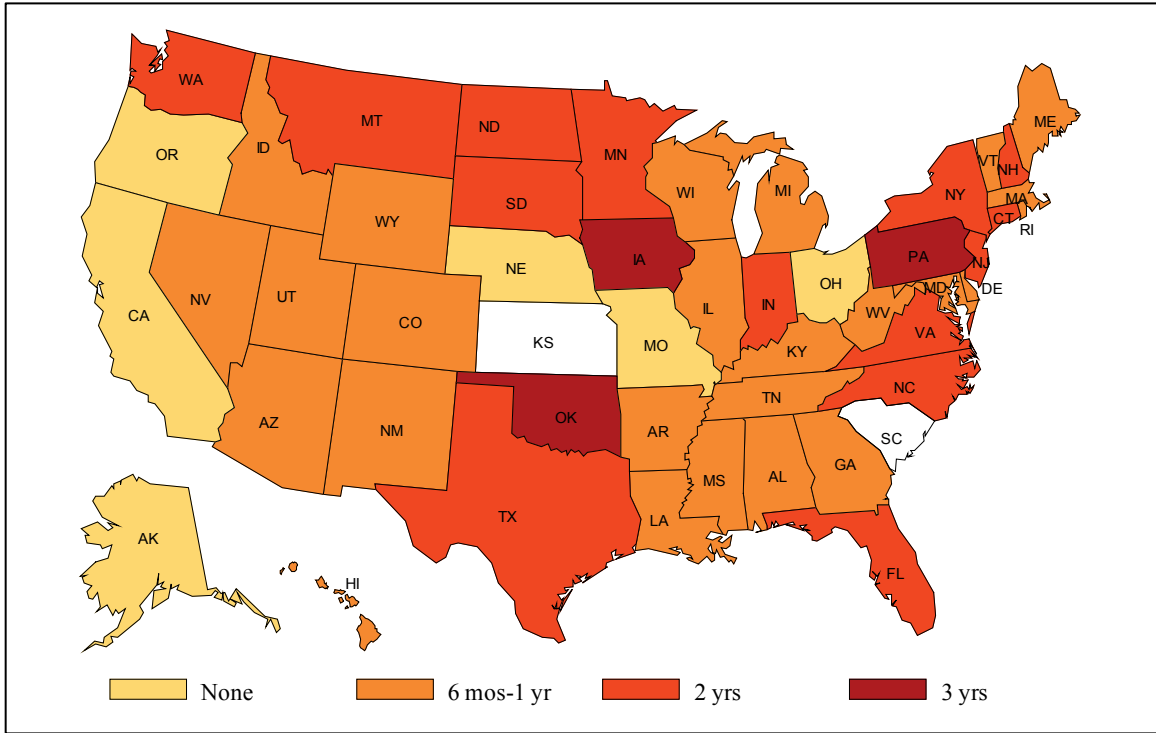 WA
MT
ND
MN
OR
ID
SD
WY
WI
MI
NY
ME
VT
NH
MA
CT
RI
NE
IA
PA
NJ
NV
UT
CO
CA
KS
MO
IL
IN
OH
WV
MD
DE
VA
KY
NC
TN
AZ
NM
OK
AR
SC
MS
AL
GA
TX
LA
FL
AK
HI
None
6 mos-1 yr
2 yrs
3 yrs